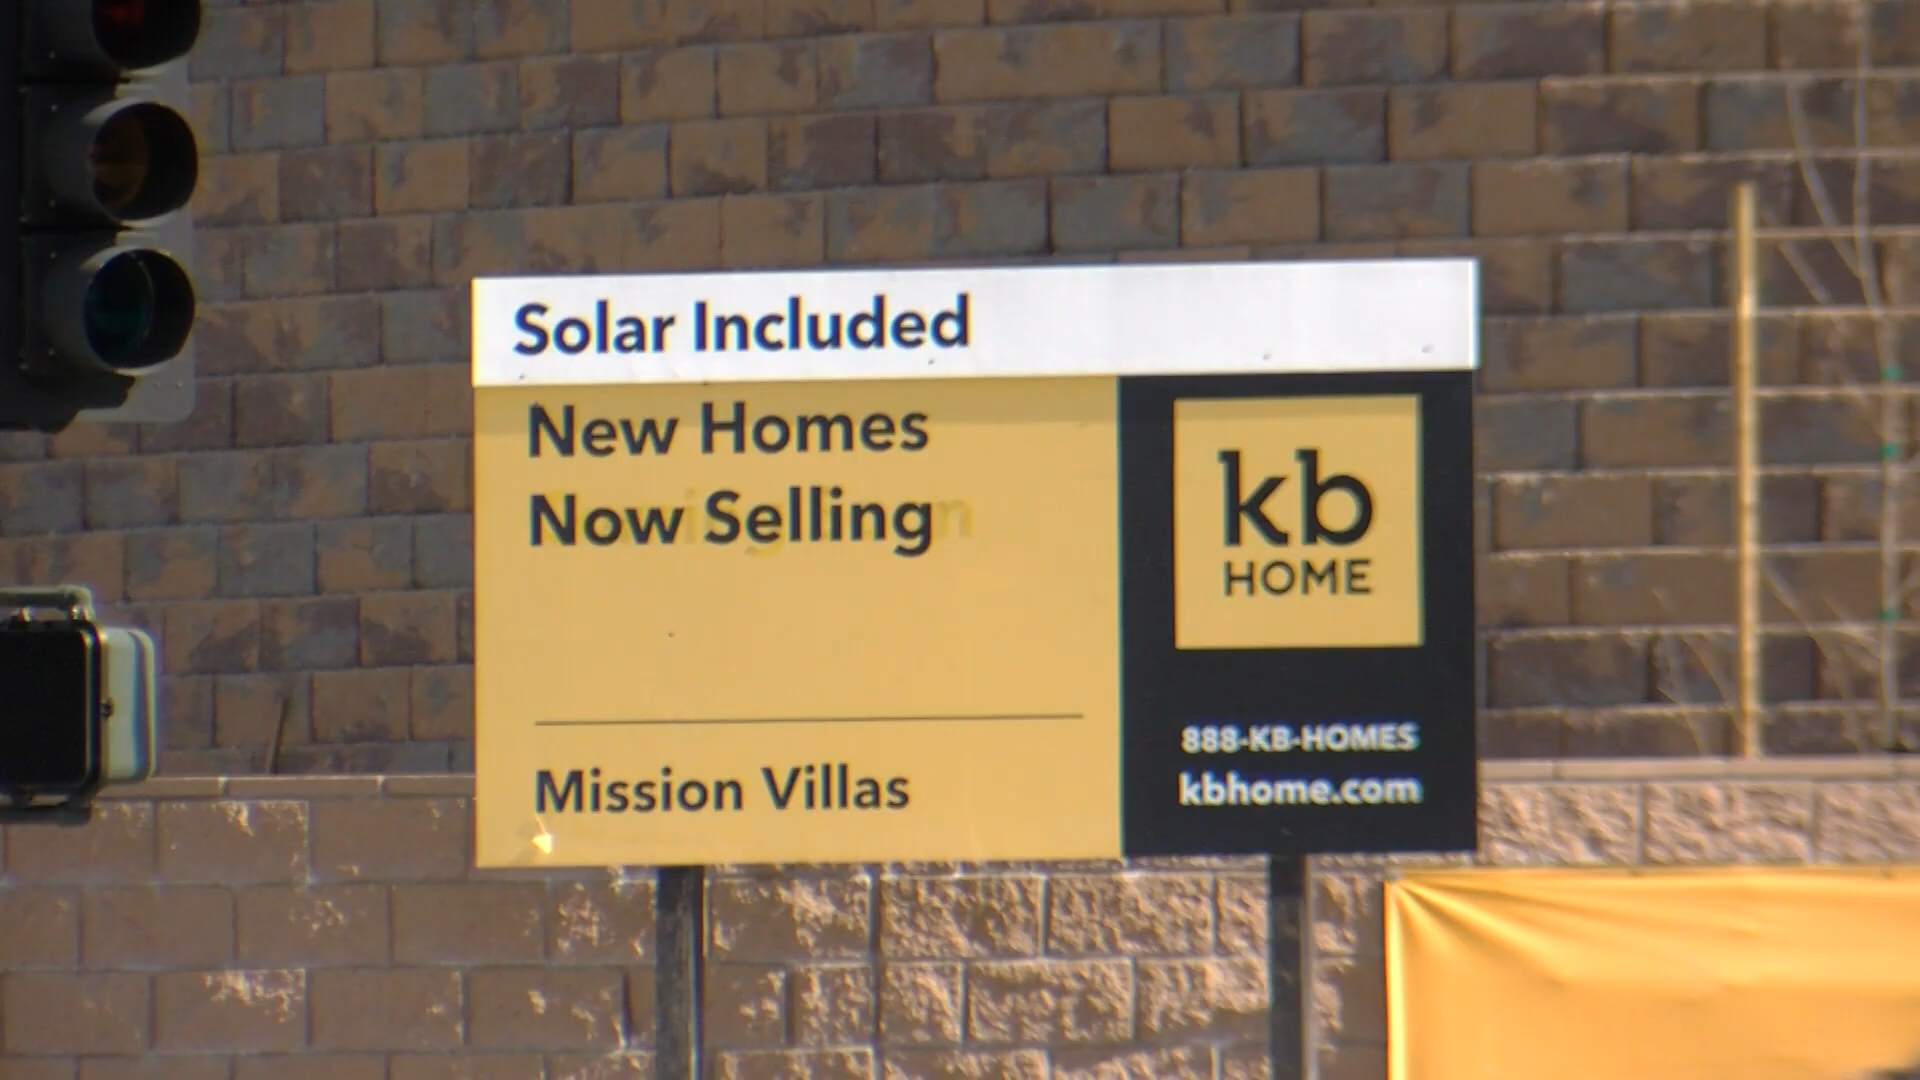 Solar Included
New Homes
Now Selling
Mission Villas
kb
HOME
888-KB-HOMES
kbhome.com